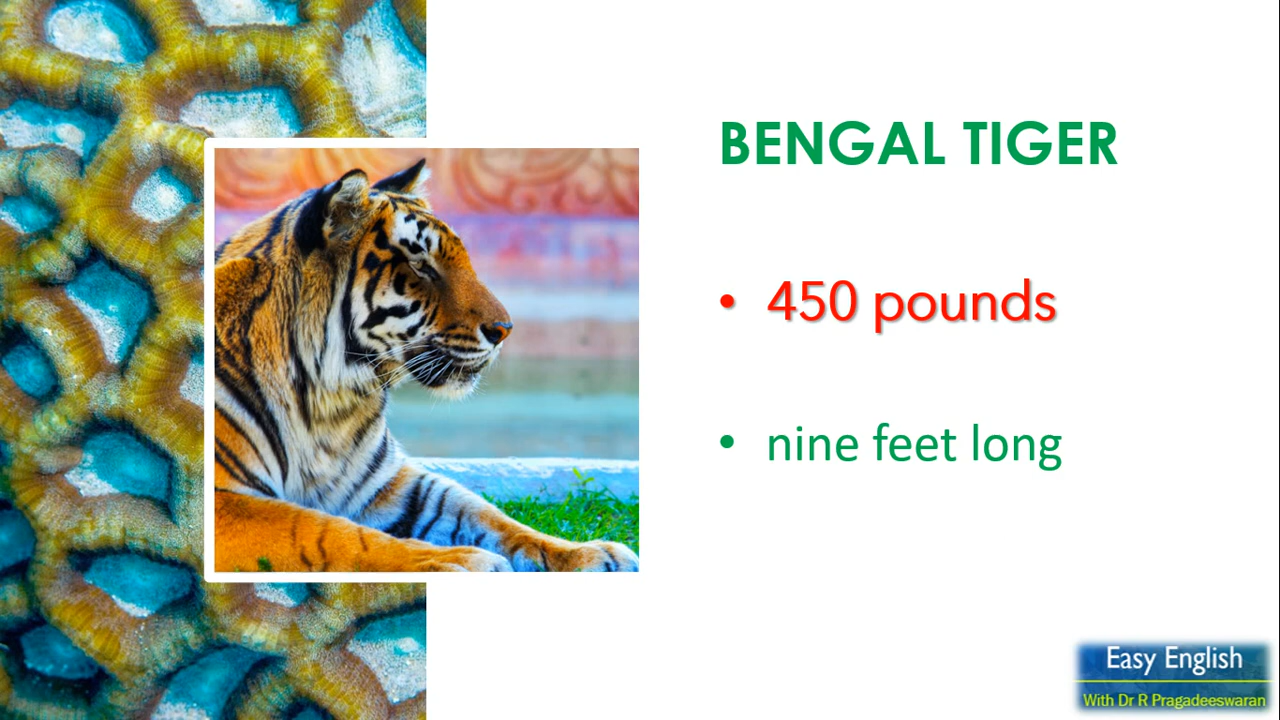 BENGAL TIGER
• 450 pounds
• nine feet long
Easy English
With Dr R Pragadeeswaran